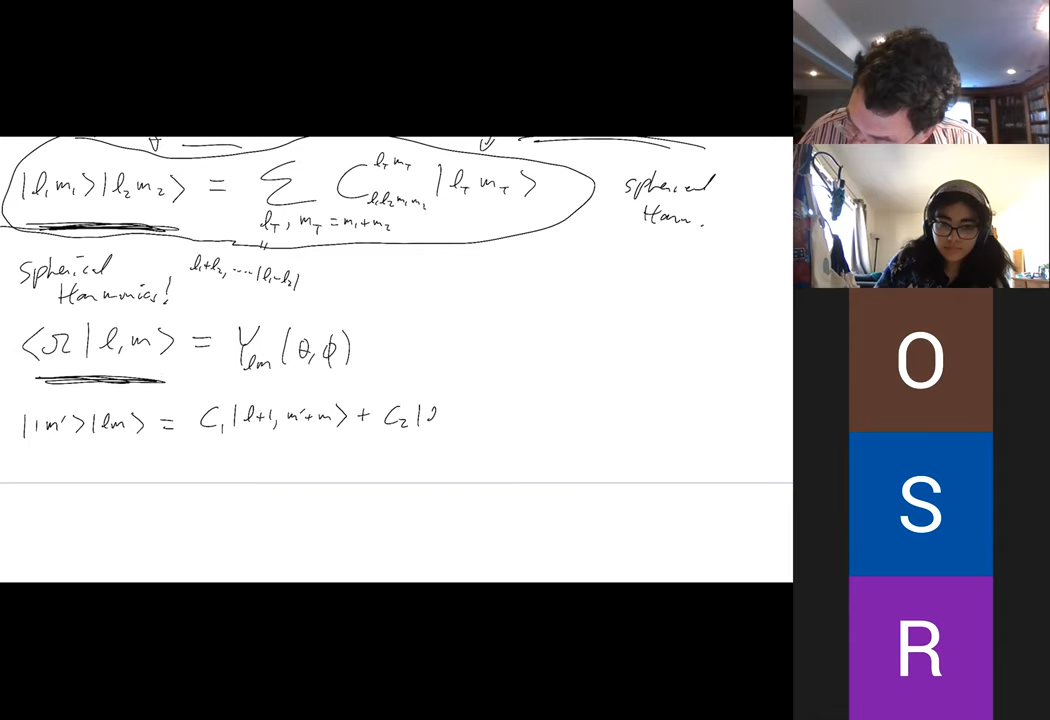 |l₁m₁>|l₂m₂> = Σ C |l_T m_T>
l_T m_T
l₁l₂m₁m₂
l_T, m_T = m₁+m₂
l₁+l₂, ····|l₁-l₂|
spherical
Harm.
Spherical
Harmonics!
<Ω|l,m> = Y_lm(θ,φ)
|1m'>|lm> = C₁|l+1, m'+m> + C₂|
O
S
R